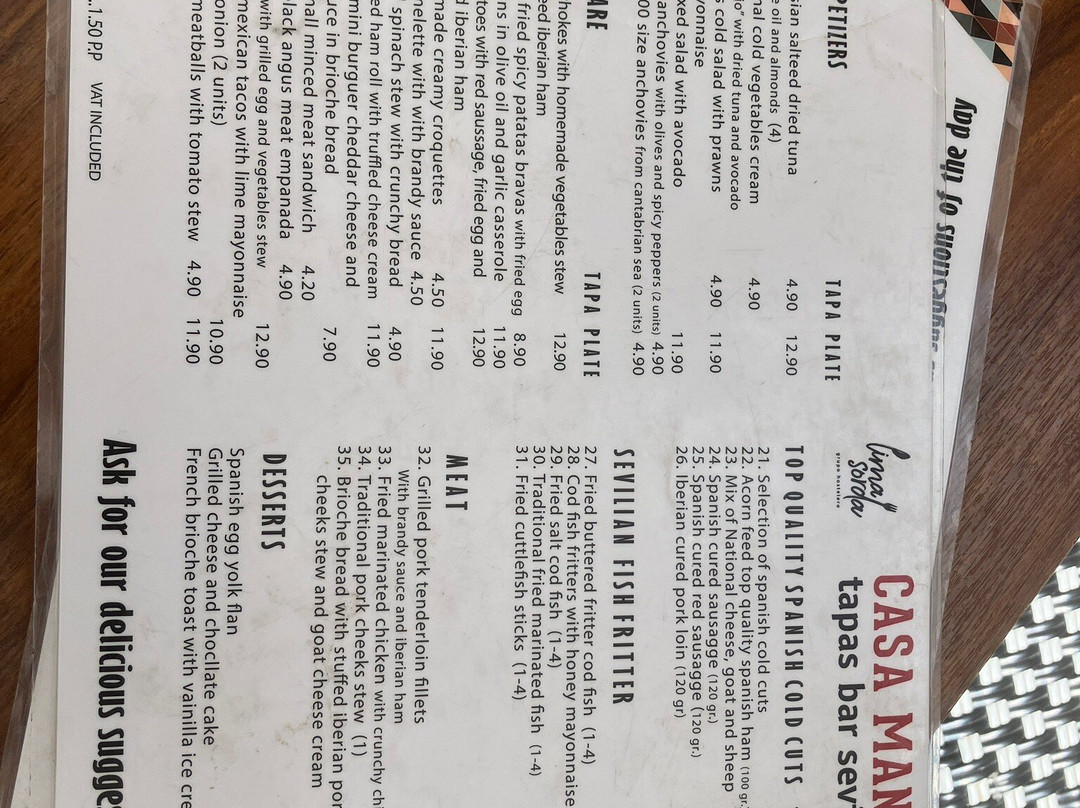 suggestions of the day
PETIZERS TAPA PLATE
sian salteed dried tuna 4.90 12.90
e oil and almonds (4)
nal cold vegetables cream 4.90
lo" with dried tuna and avocado
s cold salad with prawns 4.90 11.90
yonnaise
xed salad with avocado 11.90
anchovies with olives and spicy peppers (2 units) 4.90
00 size anchovies from cantabrian sea (2 units) 4.90
ARE TAPA PLATE
hokes with homemade vegetables stew 12.90
ed iberian ham
fried spicy patatas bravas with fried egg 8.90
ns in olive oil and garlic casserole 11.90
toes with red saussage, fried egg and 12.90
d iberian ham
made creamy croquettes 4.50 11.90
nelette with brandy sauce 4.50
spinach stew with crunchy bread 4.90
ed ham roll with truffled cheese cream 11.90
mini burguer cheddar cheese and
uce in brioche bread 7.90
nall minced meat sandwich 4.20
lack angus meat empanada 4.90
with grilled egg and vegetables stew 12.90
mexican tacos with lime mayonnaise
onion (2 units) 10.90
meatballs with tomato stew 4.90 11.90
..1.50 P.P VAT INCLUDED
Lima Sorda
CASA MAN
tapas bar sev
TOP QUALITY SPANISH COLD CUTS
21. Selection of spanish cold cuts
22. Acorn feed top quality spanish ham (100 gr.
23. Mix of National cheese, goat and sheep
24. Spanish cured sausagge (120 gr.)
25. Spanish cured red sausagge (120 gr.)
26. Iberian cured pork loin (120 gr)
SEVILIAN FISH FRITTER
27. Fried buttered fritter cod fish (1-4)
28. Cod fish fritters with honey mayonnaise
29. Fried salt cod fish (1-4)
30. Traditional fried marinated fish (1-4)
31. Fried cuttlefish sticks (1-4)
MEAT
32. Grilled pork tenderloin fillets
With brandy sauce and iberian ham
33. Fried marinated chicken with crunchy chi
34. Traditional pork cheeks stew (1)
35. Brioche bread with stuffed iberian por
cheeks stew and goat cheese cream
DESSERTS
Spanish egg yolk flan
Grilled cheese and chocllate cake
French brioche toast with vainilla ice cre
Ask for our delicious sugge